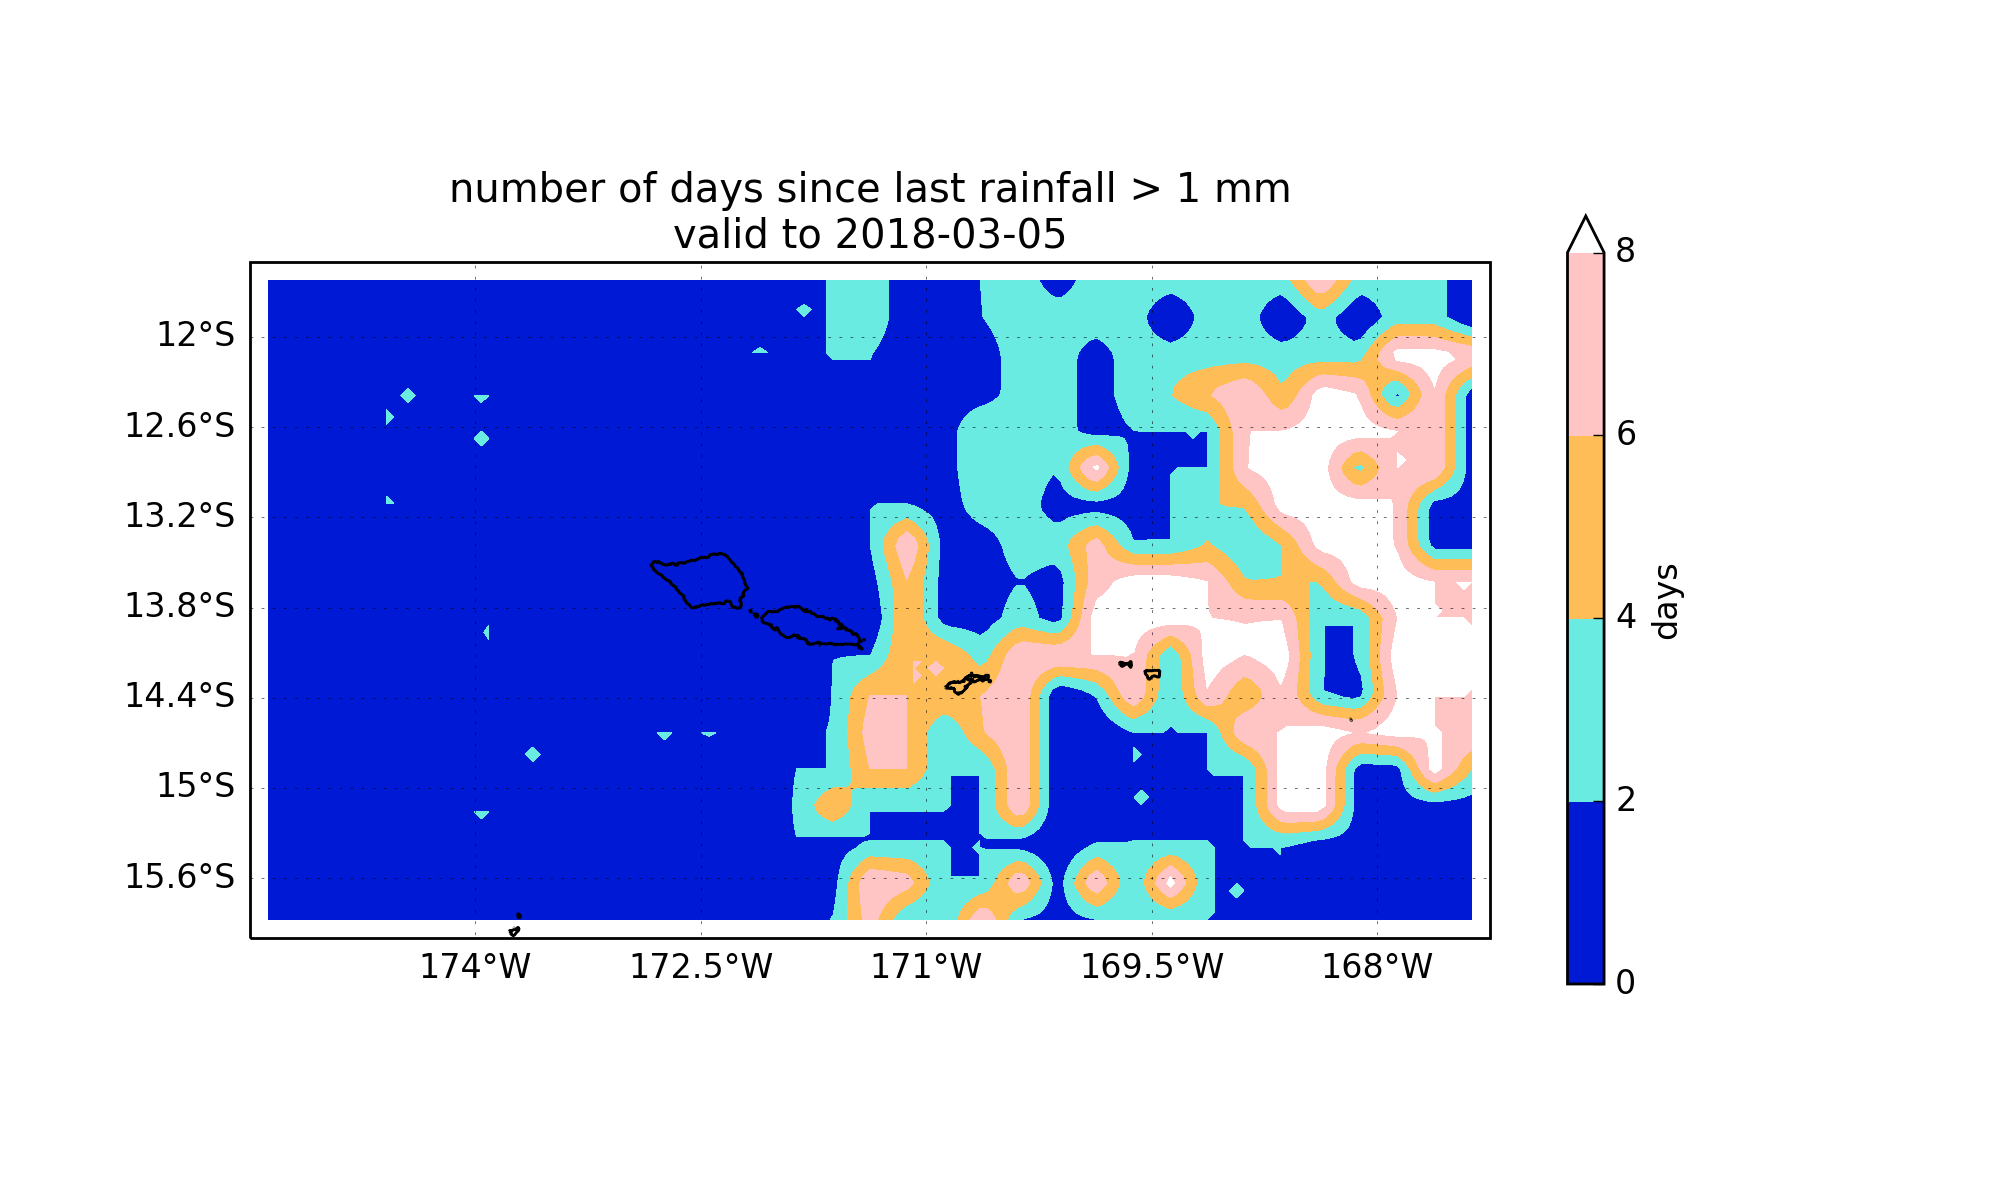 number of days since last rainfall > 1 mm
valid to 2018-03-05
12°S
12.6°S
13.2°S
13.8°S
14.4°S
15°S
15.6°S
174°W
172.5°W
171°W
169.5°W
168°W
8
6
4
2
0
days